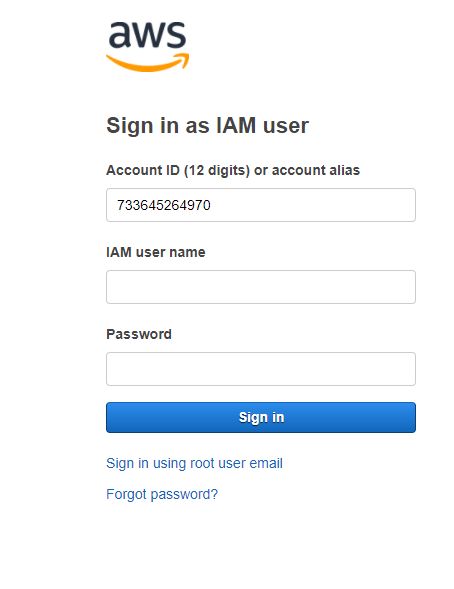 aws
Sign in as IAM user
Account ID (12 digits) or account alias
733645264970
IAM user name
Password
Sign in
Sign in using root user email
Forgot password?